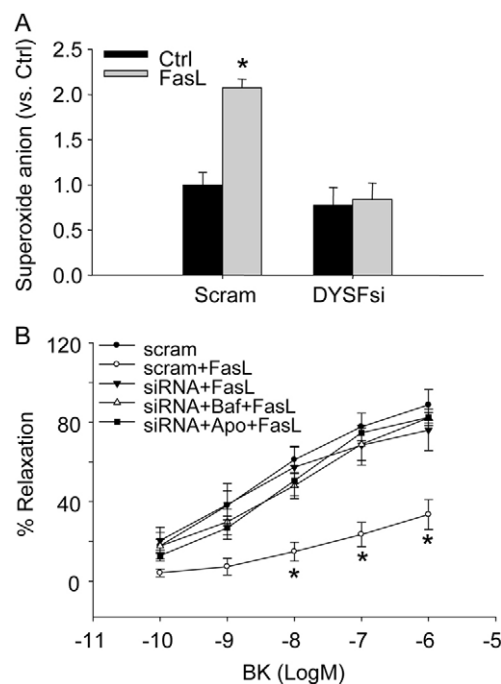 A
Ctrl
FasL
*
Superoxide anion (vs. Ctrl)
2.5
2.0
1.5
1.0
0.5
0.0
Scram
DYSFsi
B
120
80
40
0
% Relaxation
scram
scram+FasL
siRNA+FasL
siRNA+Baf+FasL
siRNA+Apo+FasL
*
*
*
-11
-10
-9
-8
-7
-6
-5
BK (LogM)